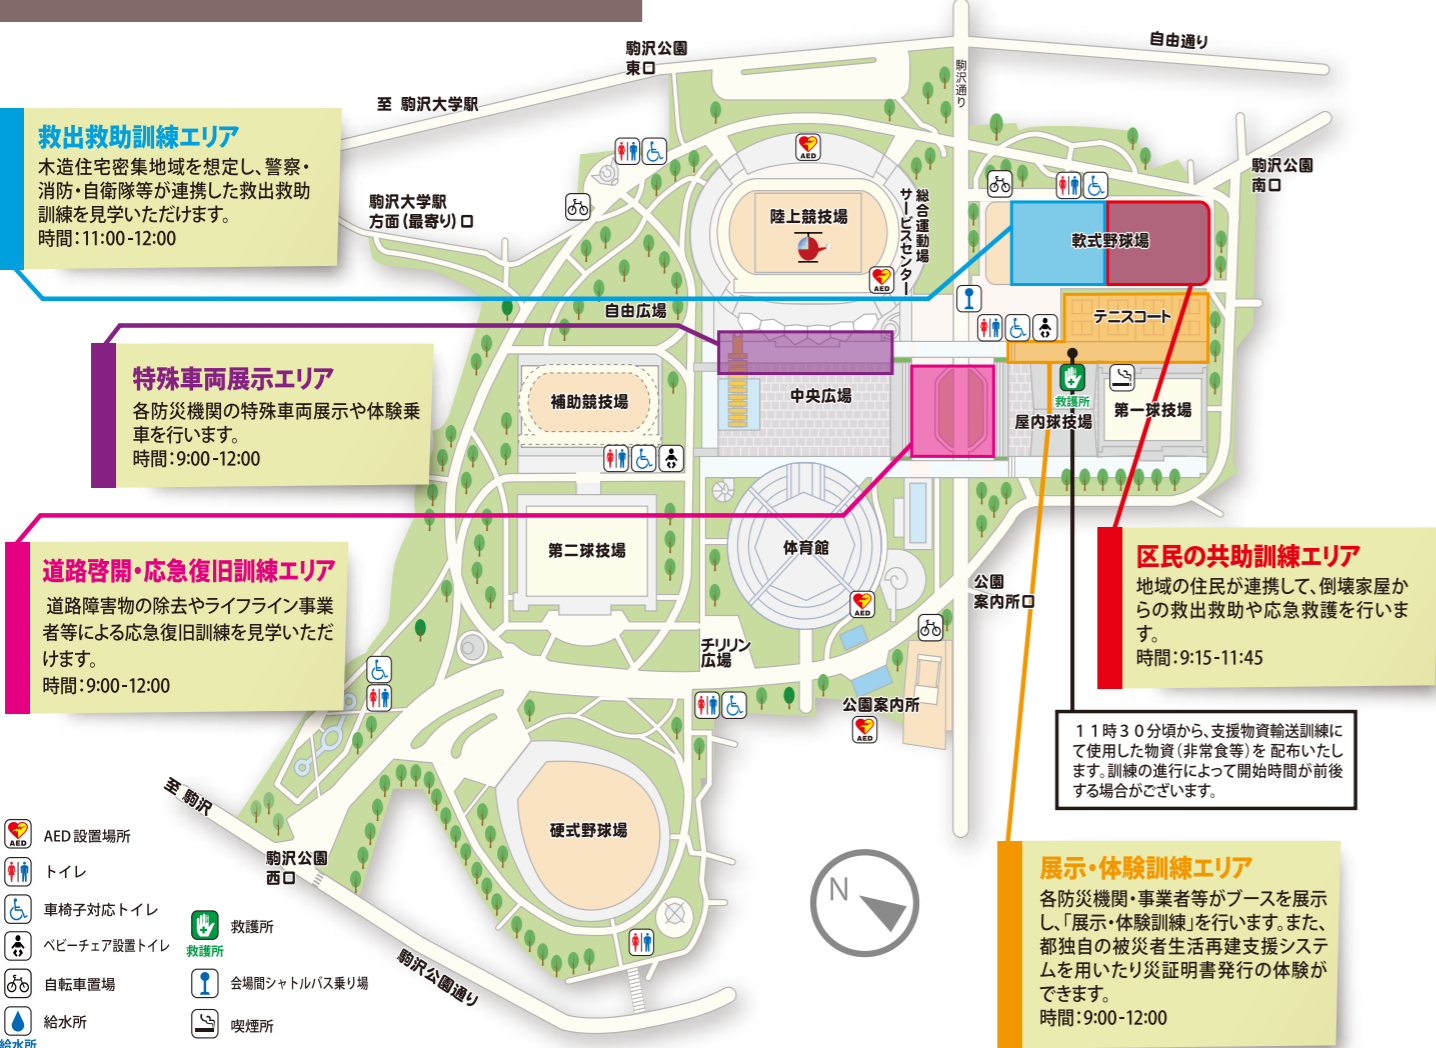 救出救助訓練エリア
木造住宅密集地域を想定し、警察・
消防・自衛隊等が連携した救出救助
訓練を見学いただけます。
時間：11:00-12:00
特殊車両展示エリア
各防災機関の特殊車両展示や体験乗
車を行います。
時間：9:00-12:00
道路啓開・応急復旧訓練エリア
道路障害物の除去やライフライン事業
者等による応急復旧訓練を見学いただ
けます。
時間：9:00-12:00
区民の共助訓練エリア
地域の住民が連携して、倒壊家屋か
らの救出救助や応急救護を行いま
す。
時間：9:15-11:45
１１時３０分頃から、支援物資輸送訓練に
て使用した物資（非常食等）を 配布いたし
ます。訓練の進行によって開始時間が前後
する場合がございます。
展示・体験訓練エリア
各防災機関・事業者等がブースを展示
し、「展示・体験訓練」を行います。また、
都独自の被災者生活再建支援システ
ムを用いたり災証明書発行の体験が
できます。
時間：9:00-12:00
駒沢公園
東口
自由通り
駒沢通り
至 駒沢大学駅
駒沢大学駅
方面（最寄り）口
駒沢公園
南口
AED
陸上競技場
総合運動場
サービスセンター
AED
軟式野球場
自由広場
テニスコート
補助競技場
中央広場
救護所
屋内球技場
第一球技場
第二球技場
体育館
AED
公園
案内所口
チリリン
広場
公園案内所
AED
硬式野球場
至 駒沢
駒沢公園
西口
駒沢公園通り
N
AED
AED設置場所
トイレ
車椅子対応トイレ
ベビーチェア設置トイレ
自転車置場
給水所
給水所
救護所
救護所
会場間シャトルバス乗り場
喫煙所